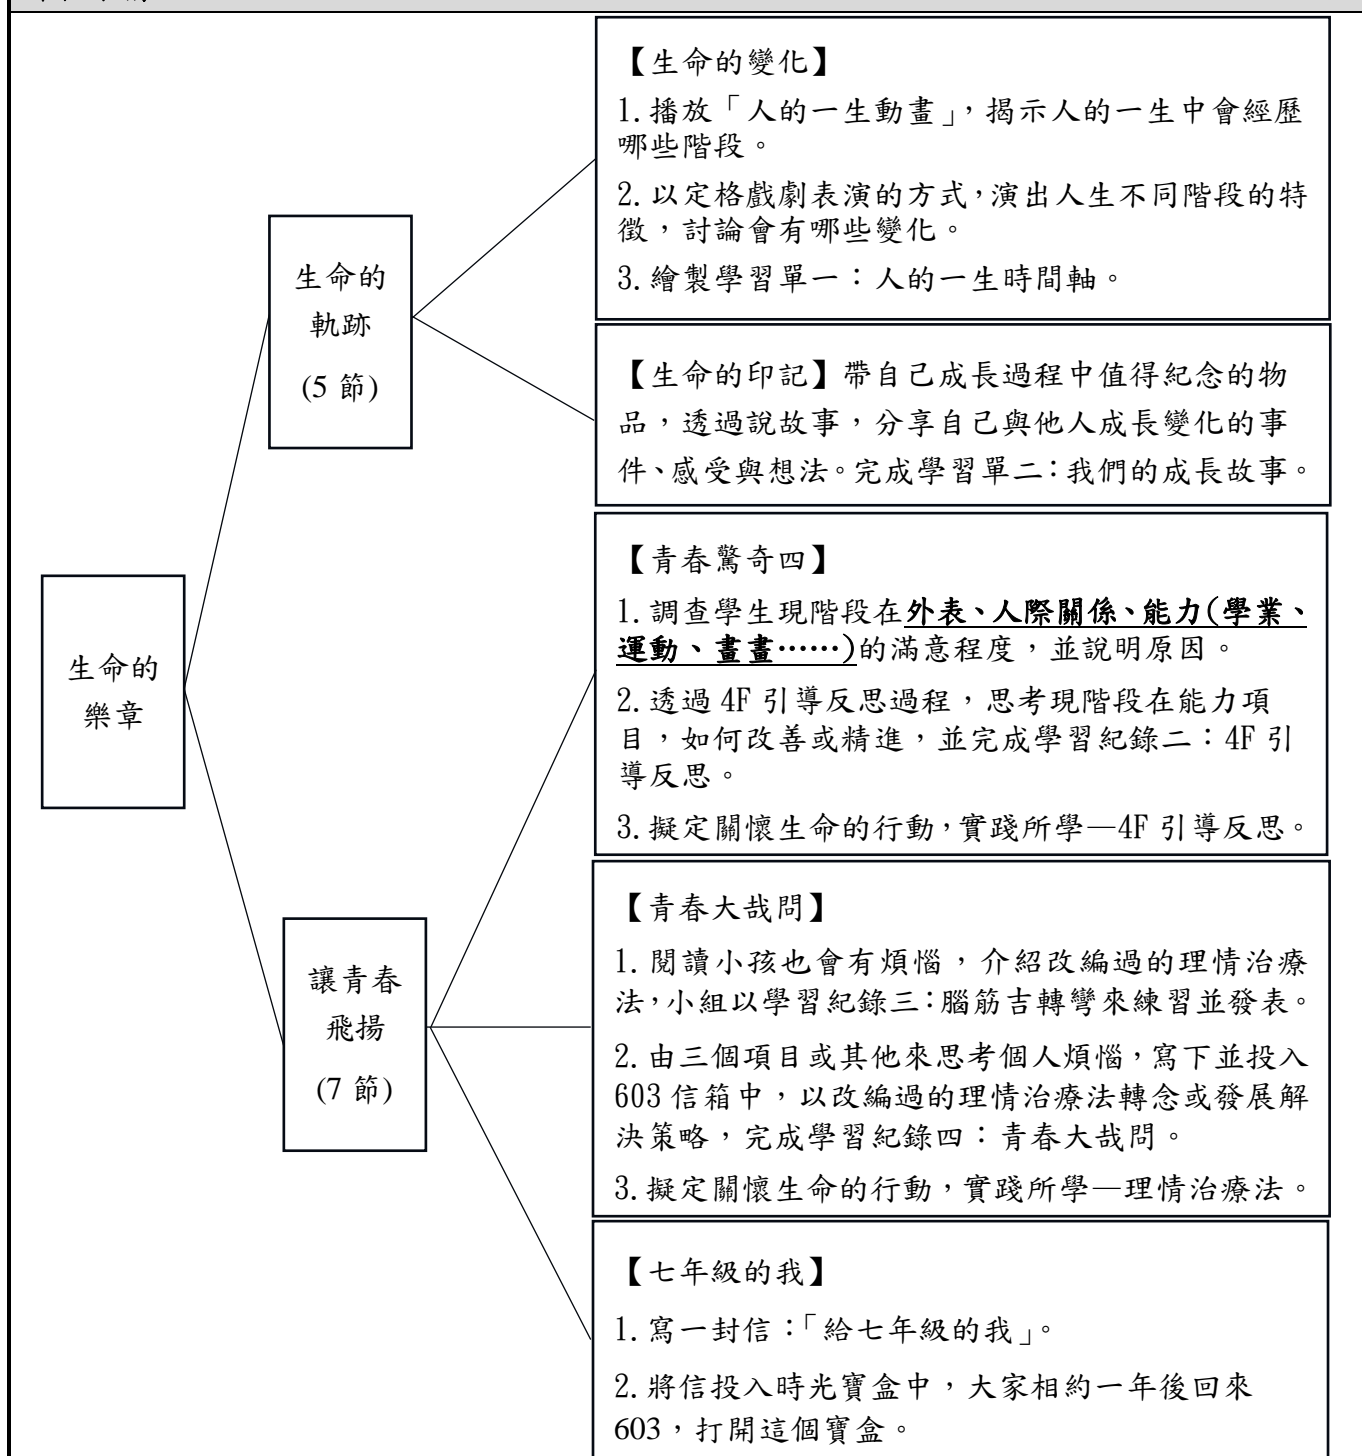 生命的
樂章
生命的
軌跡
(5 節)
【生命的變化】
1.播放「人的一生動畫」，揭示人的一生中會經歷
哪些階段。
2.以定格戲劇表演的方式，演出人生不同階段的特
徵，討論會有哪些變化。
3.繪製學習單一：人的一生時間軸。
【生命的印記】帶自己成長過程中值得紀念的物
品，透過說故事，分享自己與他人成長變化的事
件、感受與想法。完成學習單二：我們的成長故事。
讓青春
飛揚
(7 節)
【青春驚奇四】
1.調查學生現階段在外表、人際關係、能力(學業、
運動、畫畫……)的滿意程度，並說明原因。
2.透過 4F 引導反思過程，思考現階段在能力項
目，如何改善或精進，並完成學習紀錄二：4F 引
導反思。
3.擬定關懷生命的行動，實踐所學—4F 引導反思。
【青春大哉問】
1.閱讀小孩也會有煩惱，介紹改編過的理情治療
法，小組以學習紀錄三：腦筋吉轉彎來練習並發表。
2.由三個項目或其他來思考個人煩惱，寫下並投入
603 信箱中，以改編過的理情治療法轉念或發展解
決策略，完成學習紀錄四：青春大哉問。
3.擬定關懷生命的行動，實踐所學—理情治療法。
【七年級的我】
1.寫一封信：「給七年級的我」。
2.將信投入時光寶盒中，大家相約一年後回來
603，打開這個寶盒。